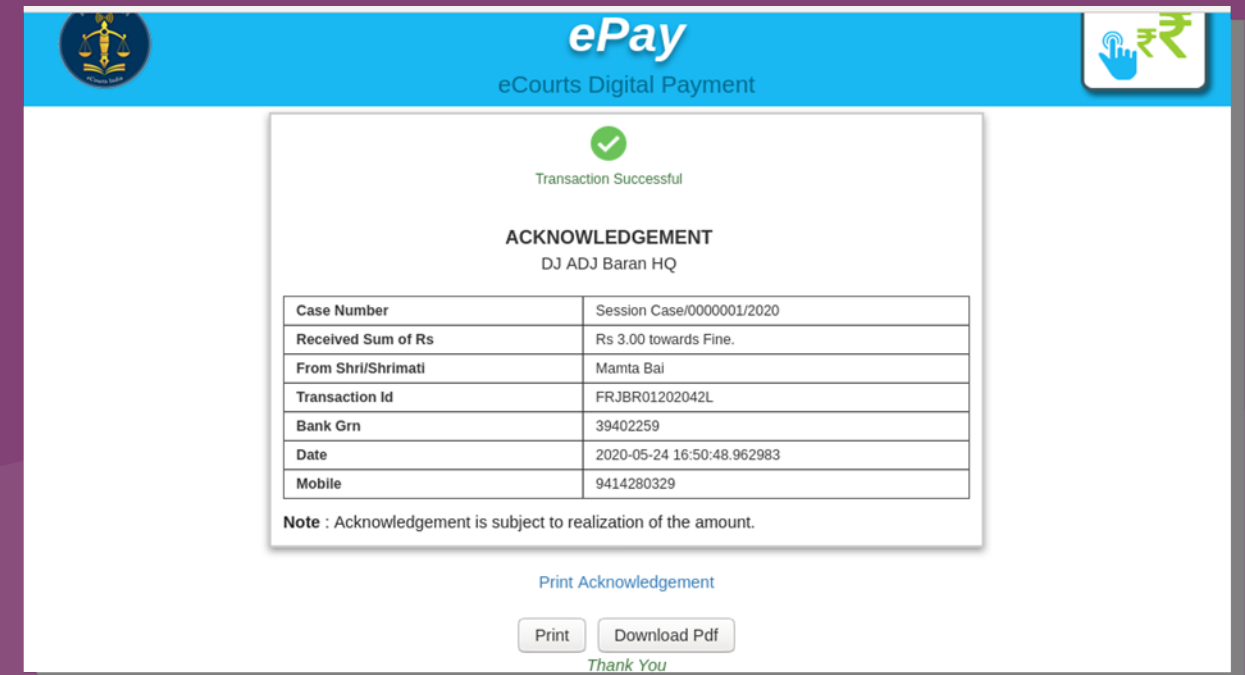 ePay
eCourts Digital Payment
eCourts India
₹₹
Transaction Successful
ACKNOWLEDGEMENT
DJ ADJ Baran HQ
Case Number Session Case/0000001/2020
Received Sum of Rs Rs 3.00 towards Fine.
From Shri/Shrimati Mamta Bai
Transaction Id FRJBR01202042L
Bank Grn 39402259
Date 2020-05-24 16:50:48.962983
Mobile 9414280329
Note : Acknowledgement is subject to realization of the amount.
Print Acknowledgement
Print Download Pdf
Thank You